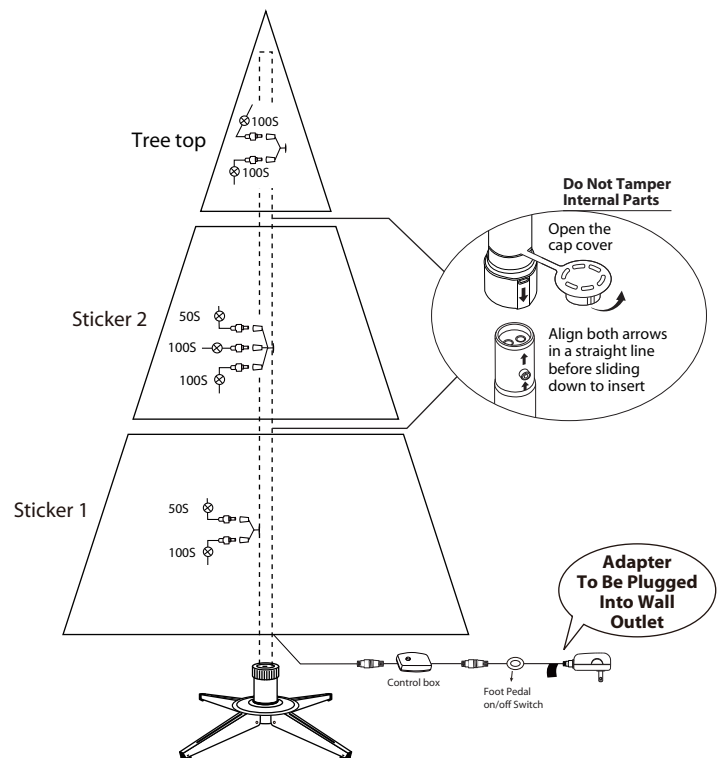 100S
Tree top
100S
Do Not Tamper
Internal Parts
Open the
cap cover
Sticker 2
50S
100S
100S
Align both arrows
in a straight line
before sliding
down to insert
Sticker 1
50S
100S
Adapter
To Be Plugged
Into Wall
Outlet
Control box
Foot Pedal
on/off Switch